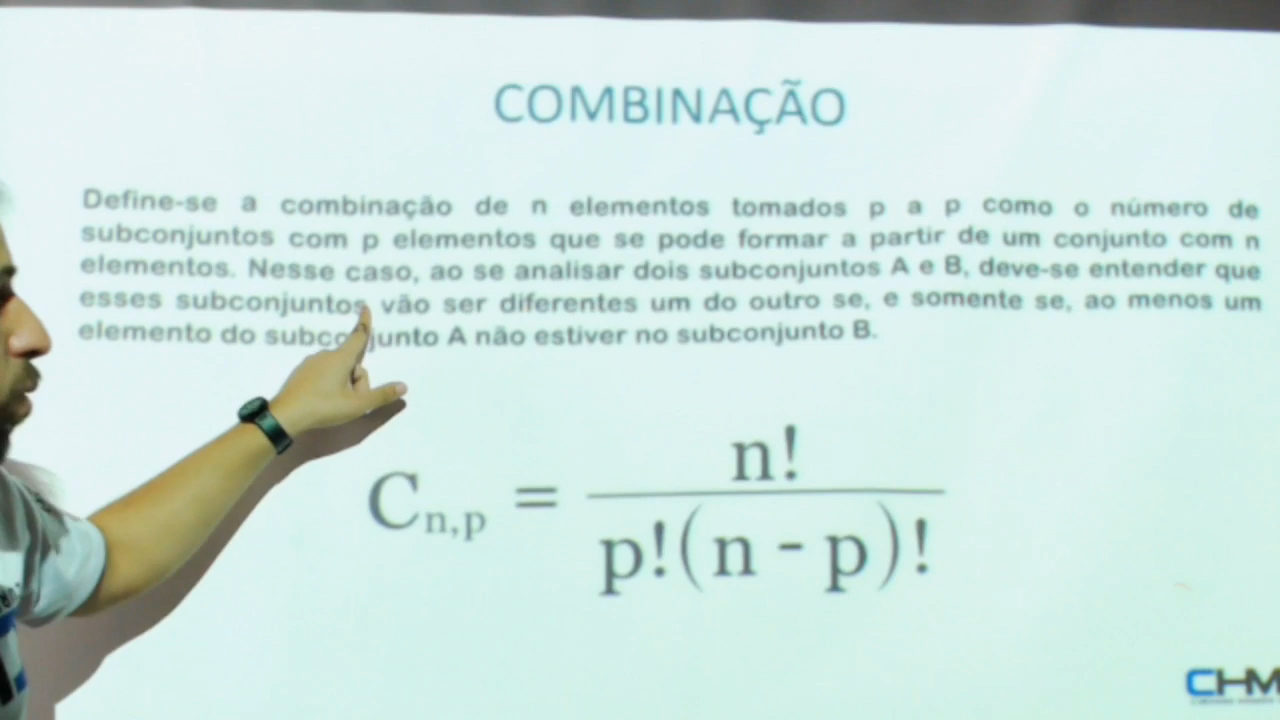 COMBINAÇÃO
Define-se a combinação de n elementos tomados p a p como o número de
subconjuntos com p elementos que se pode formar a partir de um conjunto com n
elementos. Nesse caso, ao se analisar dois subconjuntos A e B, deve-se entender que
esses subconjuntos vão ser diferentes um do outro se, e somente se, ao menos um
elemento do subconjunto A não estiver no subconjunto B.
C n,p = n! / p!(n - p)!
CHM